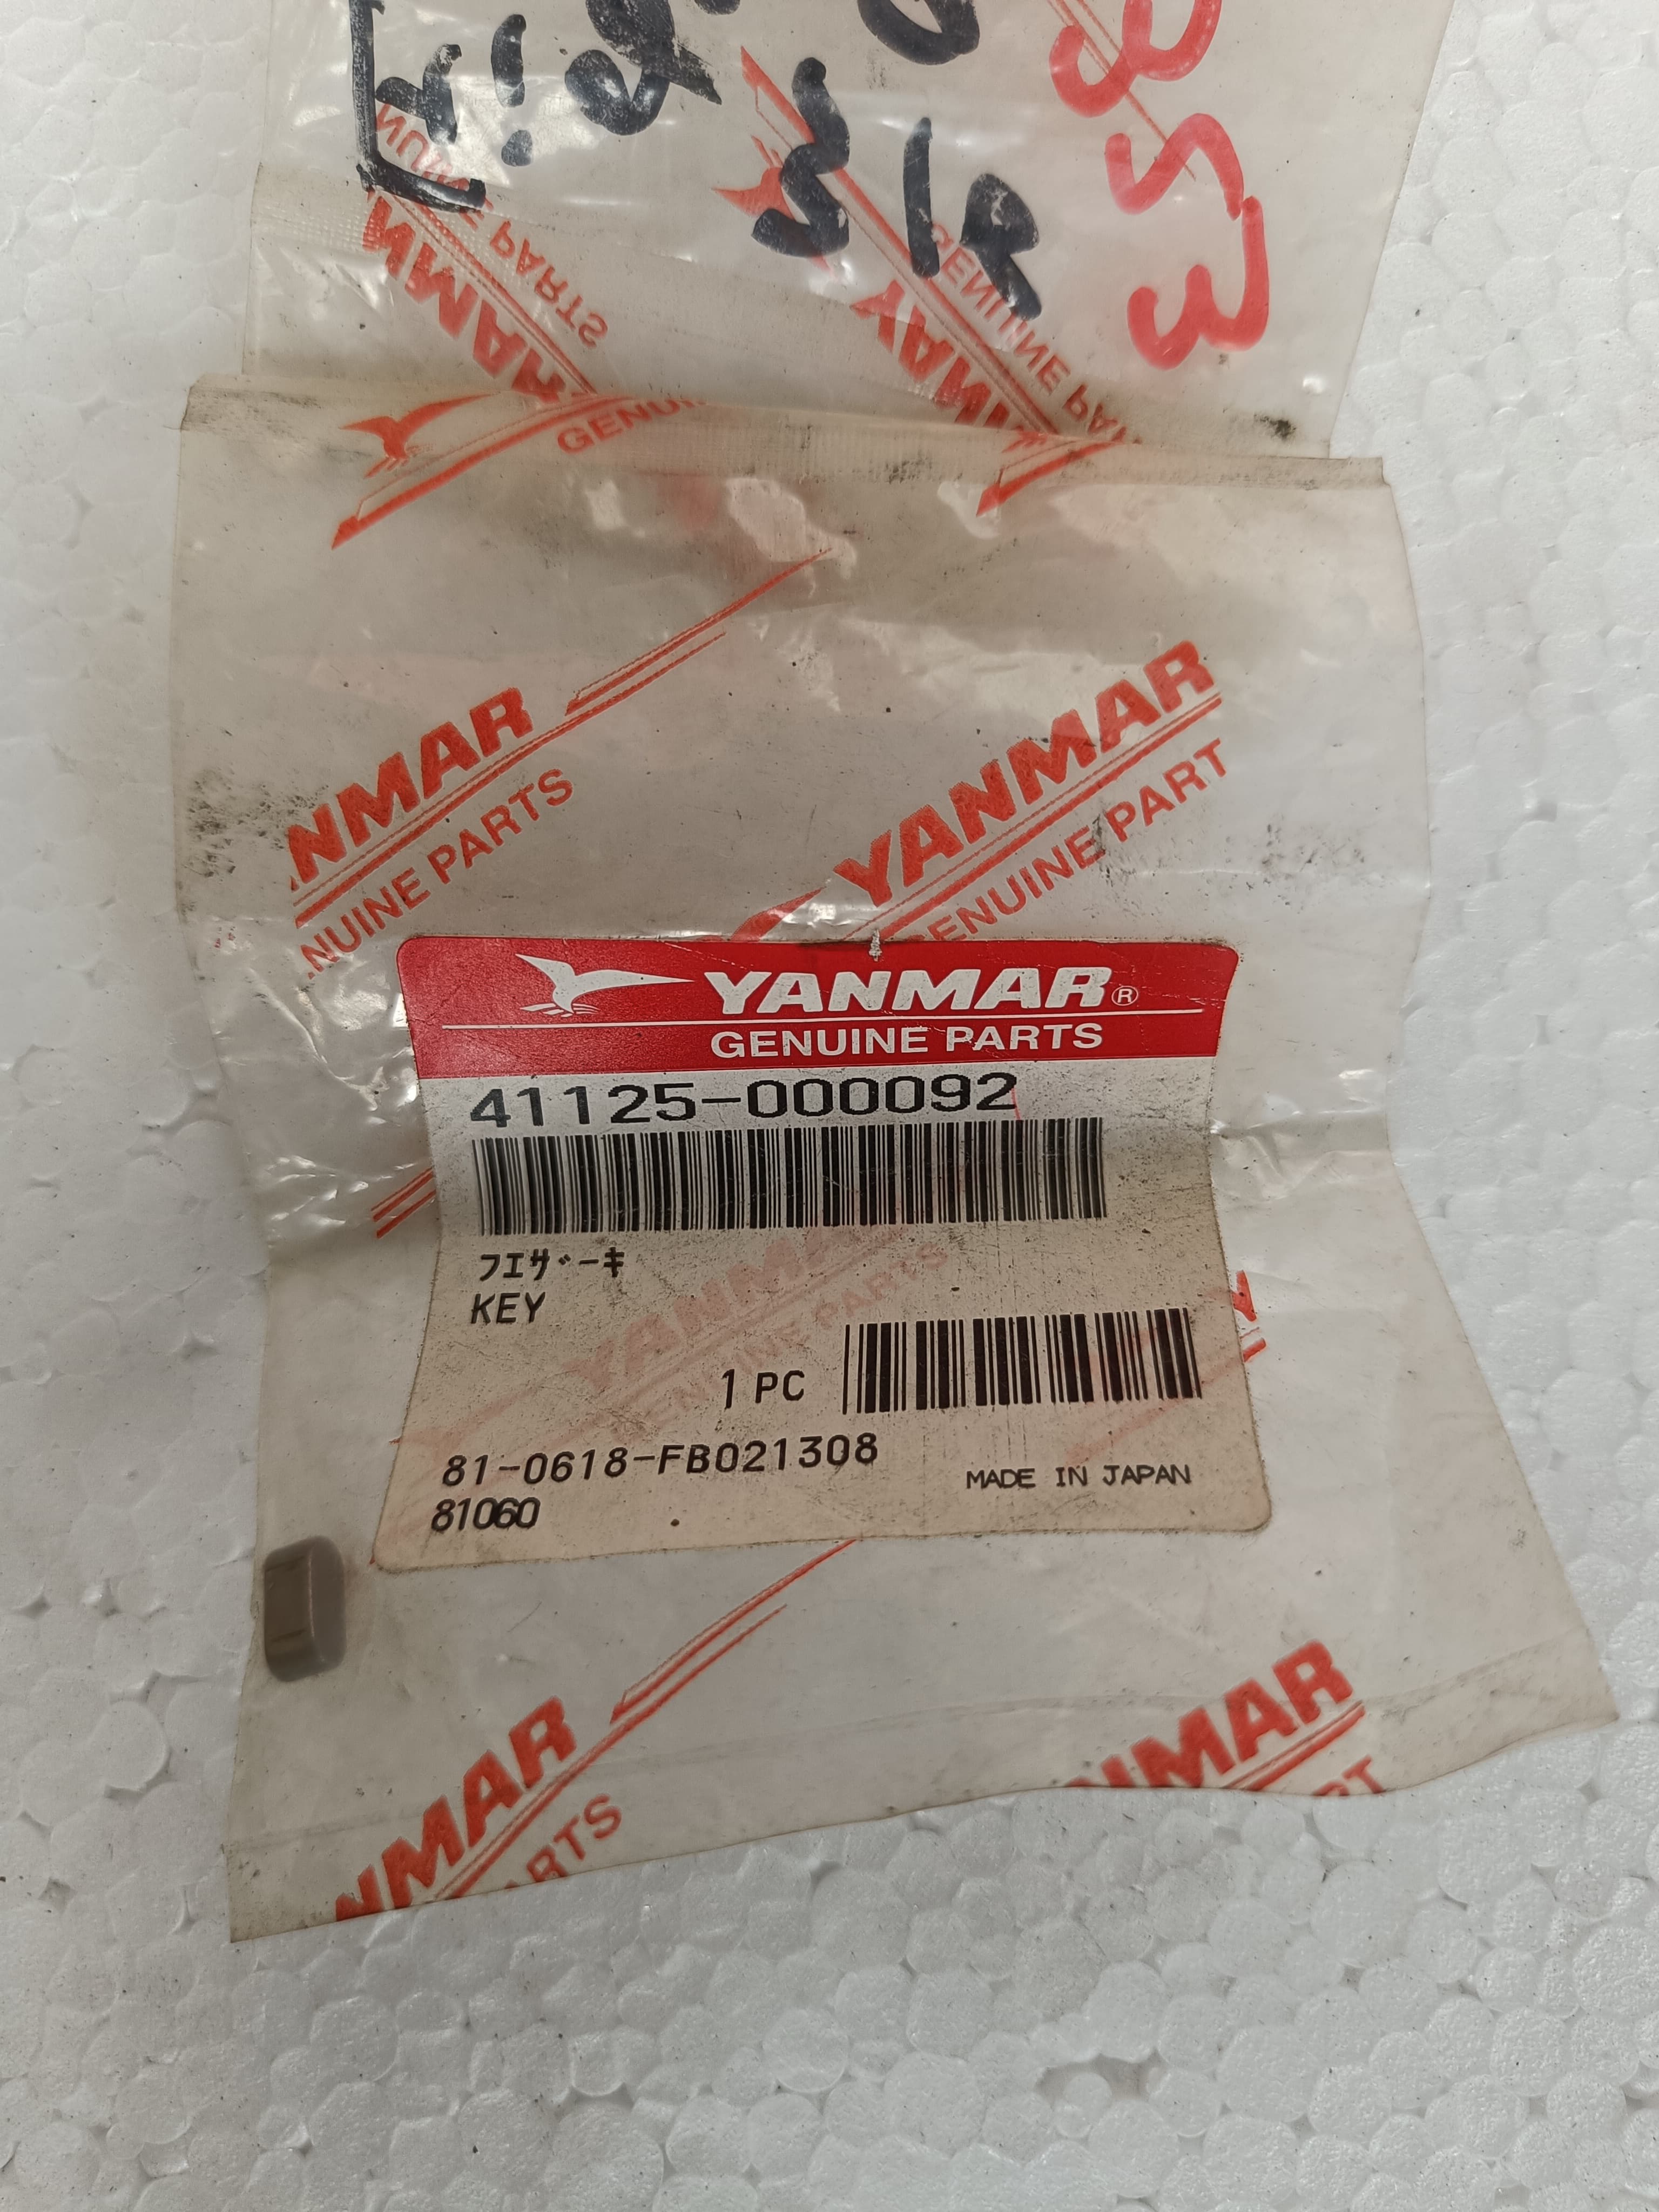 S/R
853
GENUINE PARTS
YANMAR
GENUINE PARTS
YANMAR
GENUINE PART
YANMAR®
GENUINE PARTS
41125-000092
フエザーキ
KEY
1 PC
81-0618-FB021308
81060
MADE IN JAPAN